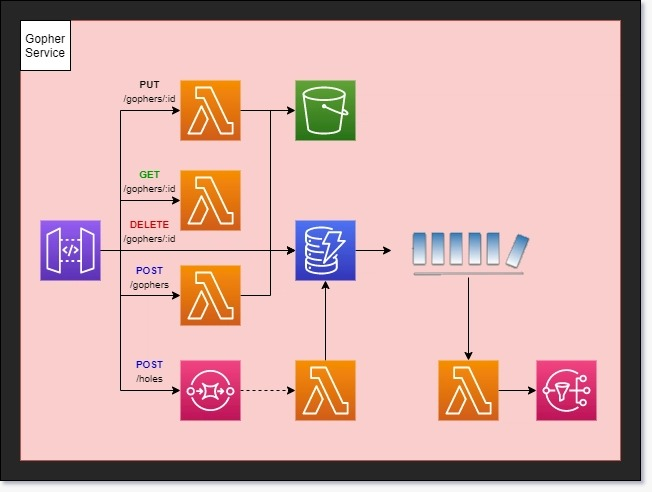 Gopher
Service
PUT
/gophers/:id
GET
/gophers/:id
DELETE
/gophers/:id
POST
/gophers
POST
/holes